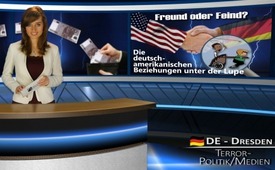 Freund oder Feind?
Die
deutsch-
amerikanischen
Beziehungen unter der Lupe
DE - DRESDEN
TERROR-
POLITIK/MEDIEN